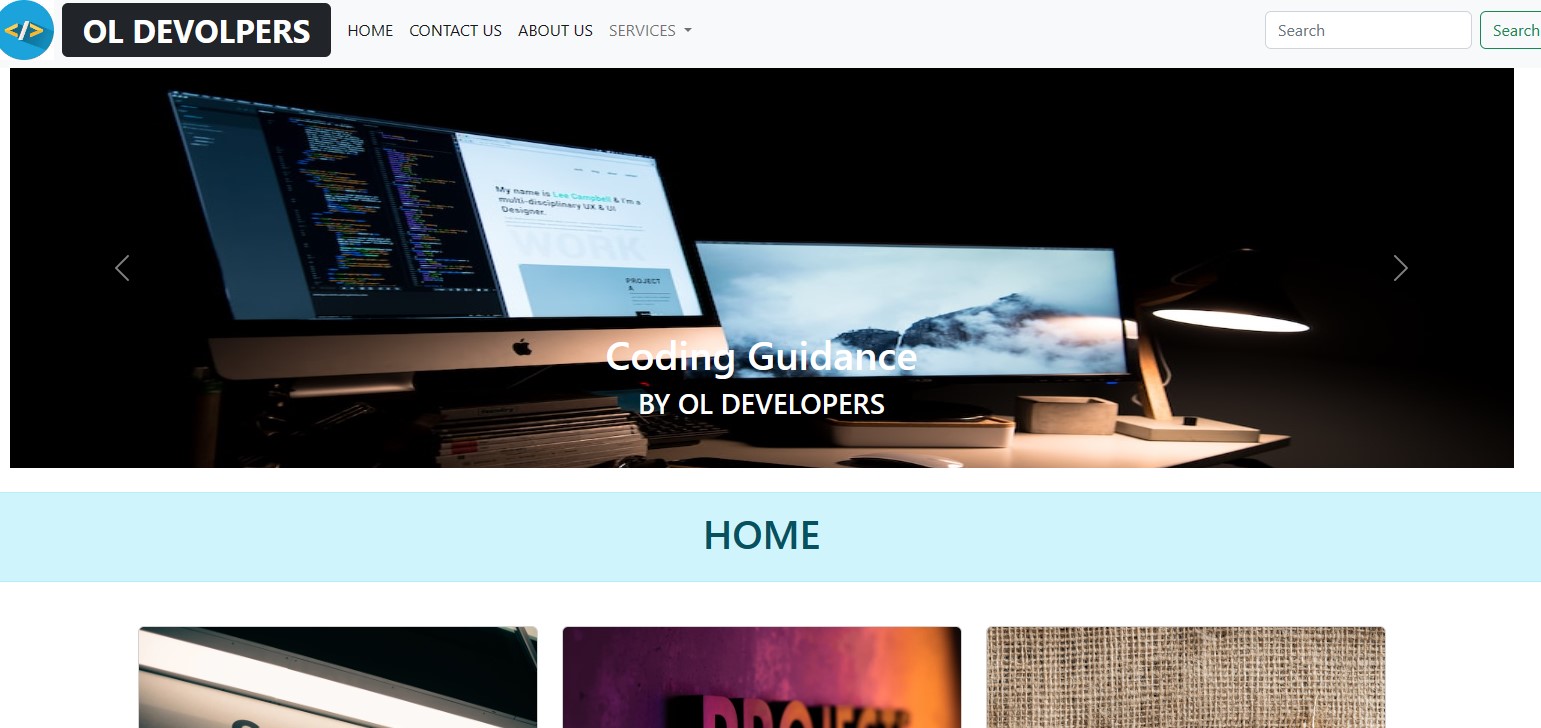 </>
OL DEVOLPERS
HOME
CONTACT US
ABOUT US
SERVICES
Search
Search
My name is Lee Campbell & I'm a
multi-disciplinary UX & UI
Designer.
WORK
PROJECT
A
Coding Guidance
BY OL DEVELOPERS
HOME
PROJECT